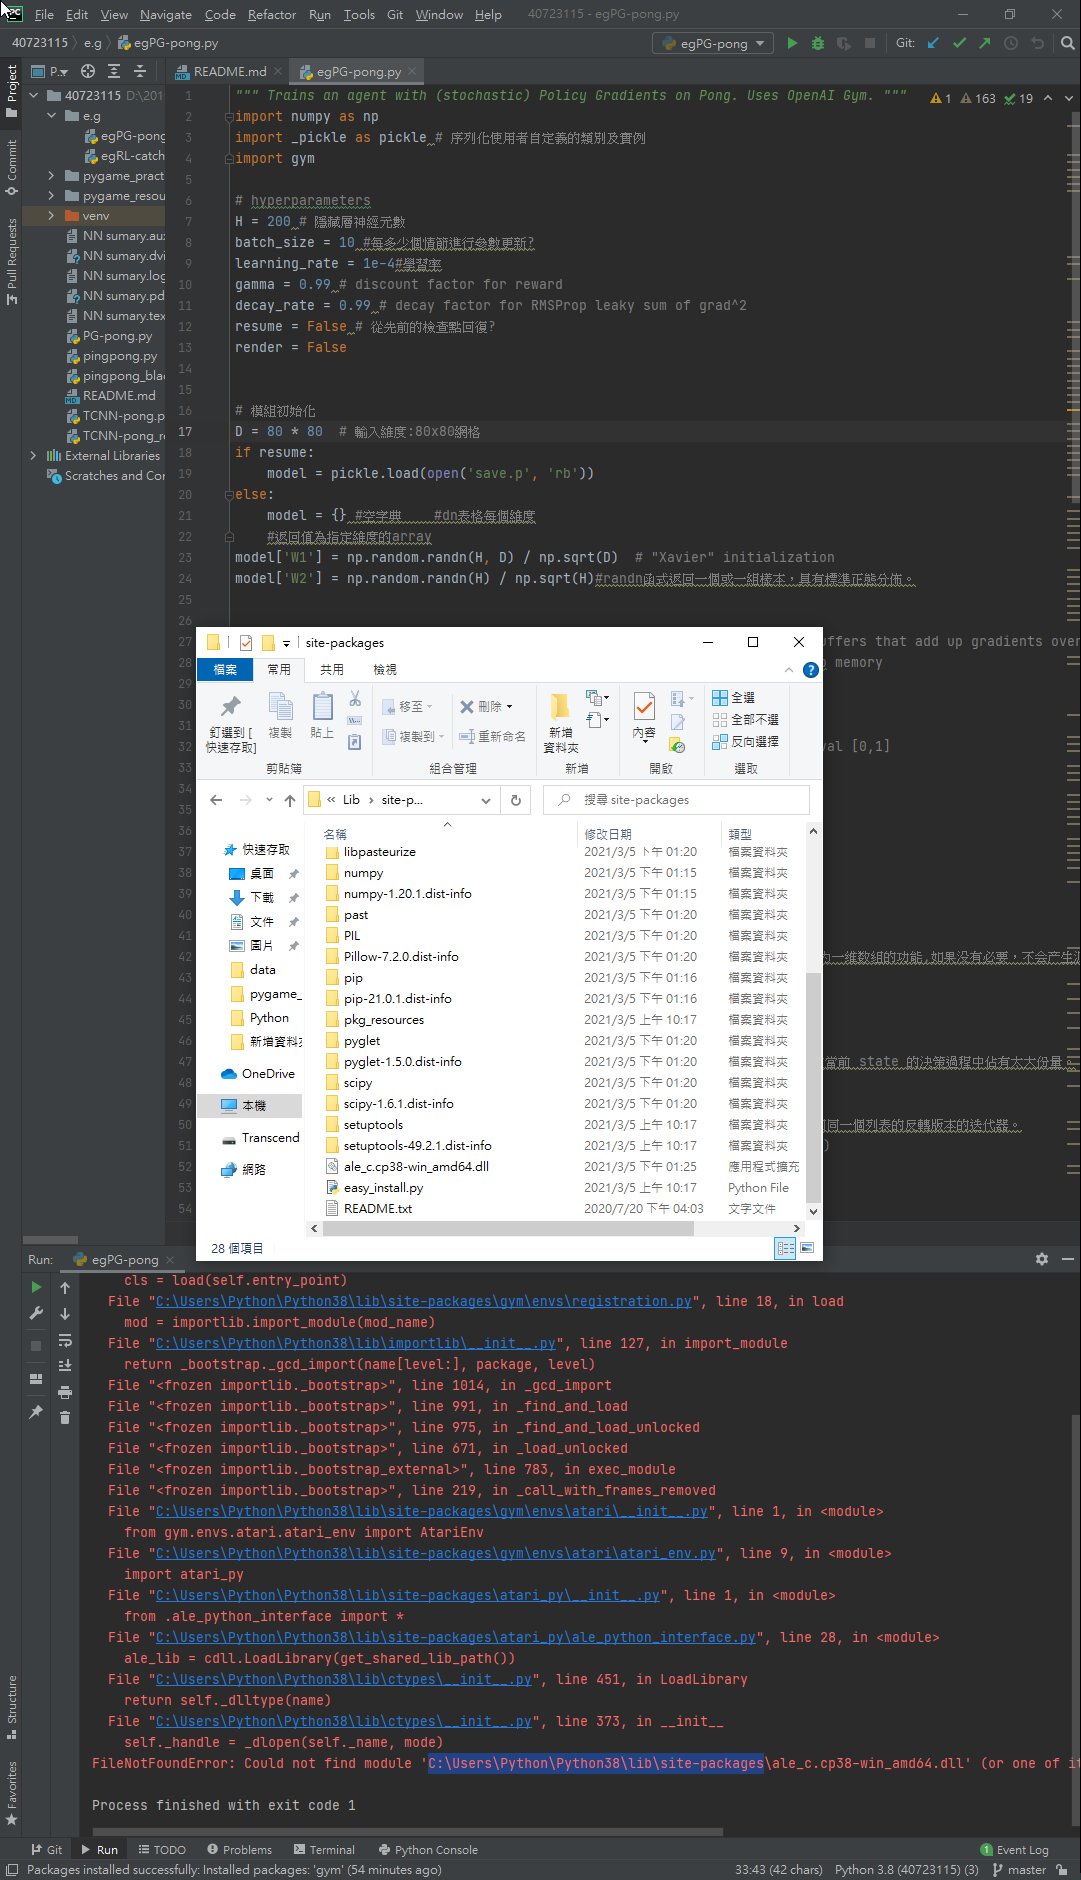 File Edit View Navigate Code Refactor Run Tools Git Window Help 40723115 - egPG-pong.py
40723115 e.g egPG-pong.py egPG-pong Git:
P... README.md egPG-pong.py
Project
Commit
Pull Requests
40723115 D:\201
e.g
egPG-pong
egRL-catch
pygame_pract
pygame_resou
venv
NN sumary.aux
NN sumary.dvi
NN sumary.log
NN sumary.pd
NN sumary.tex
PG-pong.py
pingpong.py
pingpong_blac
README.md
TCNN-pong.p
TCNN-pong_re
External Libraries
Scratches and Cor
1 """ Trains an agent with (stochastic) Policy Gradients on Pong. Uses OpenAI Gym. """ 1 163 19
2 import numpy as np
3 import _pickle as pickle # 序列化使用者自定義的類別及實例
4 import gym
5
6 # hyperparameters
7 H = 200 # 隱藏層神經元數
8 batch_size = 10 #每多少個情節進行參數更新?
9 learning_rate = 1e-4#學習率
10 gamma = 0.99 # discount factor for reward
11 decay_rate = 0.99 # decay factor for RMSProp leaky sum of grad^2
12 resume = False # 從先前的檢查點回復?
13 render = False
14
15
16 # 模組初始化
17 D = 80 * 80 # 輸入維度:80x80網格
18 if resume:
19 model = pickle.load(open('save.p', 'rb'))
20 else:
21 model = {} #空字典 #dn表格每個維度
22 #返回值為指定維度的array
23 model['W1'] = np.random.randn(H, D) / np.sqrt(D) # "Xavier" initialization
24 model['W2'] = np.random.randn(H) / np.sqrt(H)#randn函式返回一個或一組樣本，具有標準正態分佈。
25
26
27 uffers that add up gradients over
28 memory
29
30
31
32 val [0,1]
33
34
35
36
37
38
39
40
41
42 为一维数组的功能,如果没有必要，不会产生
43
44
45
46
47 當前 state 的決策過程中佔有太大份量。
48
49
50 同一個列表的反轉版本的迭代器。
51 )
52
53
54
site-packages
檔案 常用 共用 檢視
釘選到 [快速存取] 複製 貼上 移至 刪除 新增資料夾 內容 全選
複製到 重新命名 全部不選
反向選擇
剪貼簿 組合管理 新增 開啟 選取
« Lib › site-p... 搜尋 site-packages
名稱 修改日期 類型
快速存取
桌面
下載
文件
圖片
data
pygame_
Python
新增資料夾
OneDrive
本機
Transcend
網路
libpasteurize 2021/3/5 下午 01:20 檔案資料夾
numpy 2021/3/5 下午 01:15 檔案資料夾
numpy-1.20.1.dist-info 2021/3/5 下午 01:15 檔案資料夾
past 2021/3/5 下午 01:20 檔案資料夾
PIL 2021/3/5 下午 01:20 檔案資料夾
Pillow-7.2.0.dist-info 2021/3/5 下午 01:20 檔案資料夾
pip 2021/3/5 下午 01:16 檔案資料夾
pip-21.0.1.dist-info 2021/3/5 下午 01:16 檔案資料夾
pkg_resources 2021/3/5 上午 10:17 檔案資料夾
pyglet 2021/3/5 下午 01:20 檔案資料夾
pyglet-1.5.0.dist-info 2021/3/5 下午 01:20 檔案資料夾
scipy 2021/3/5 下午 01:20 檔案資料夾
scipy-1.6.1.dist-info 2021/3/5 下午 01:20 檔案資料夾
setuptools 2021/3/5 上午 10:17 檔案資料夾
setuptools-49.2.1.dist-info 2021/3/5 上午 10:17 檔案資料夾
ale_c.cp38-win_amd64.dll 2021/3/5 下午 01:25 應用程式擴充
easy_install.py 2021/3/5 上午 10:17 Python File
README.txt 2020/7/20 下午 04:03 文字文件
28 個項目
Run: egPG-pong
cls = load(self.entry_point)
File "C:\Users\Python\Python38\lib\site-packages\gym\envs\registration.py", line 18, in load
mod = importlib.import_module(mod_name)
File "C:\Users\Python\Python38\lib\importlib\__init__.py", line 127, in import_module
return _bootstrap._gcd_import(name[level:], package, level)
File "<frozen importlib._bootstrap>", line 1014, in _gcd_import
File "<frozen importlib._bootstrap>", line 991, in _find_and_load
File "<frozen importlib._bootstrap>", line 975, in _find_and_load_unlocked
File "<frozen importlib._bootstrap>", line 671, in _load_unlocked
File "<frozen importlib._bootstrap_external>", line 783, in exec_module
File "<frozen importlib._bootstrap>", line 219, in _call_with_frames_removed
File "C:\Users\Python\Python38\lib\site-packages\gym\envs\atari\__init__.py", line 1, in <module>
from gym.envs.atari.atari_env import AtariEnv
File "C:\Users\Python\Python38\lib\site-packages\gym\envs\atari\atari_env.py", line 9, in <module>
import atari_py
File "C:\Users\Python\Python38\lib\site-packages\atari_py\__init__.py", line 1, in <module>
from .ale_python_interface import *
File "C:\Users\Python\Python38\lib\site-packages\atari_py\ale_python_interface.py", line 28, in <module>
ale_lib = cdll.LoadLibrary(get_shared_lib_path())
File "C:\Users\Python\Python38\lib\ctypes\__init__.py", line 451, in LoadLibrary
return self._dlltype(name)
File "C:\Users\Python\Python38\lib\ctypes\__init__.py", line 373, in __init__
self._handle = _dlopen(self._name, mode)
FileNotFoundError: Could not find module 'C:\Users\Python\Python38\lib\site-packages\ale_c.cp38-win_amd64.dll' (or one of it
Process finished with exit code 1
Structure
Favorites
Git Run TODO Problems Terminal Python Console 1 Event Log
Packages installed successfully: Installed packages: 'gym' (54 minutes ago) 33:43 (42 chars) Python 3.8 (40723115) (3) master